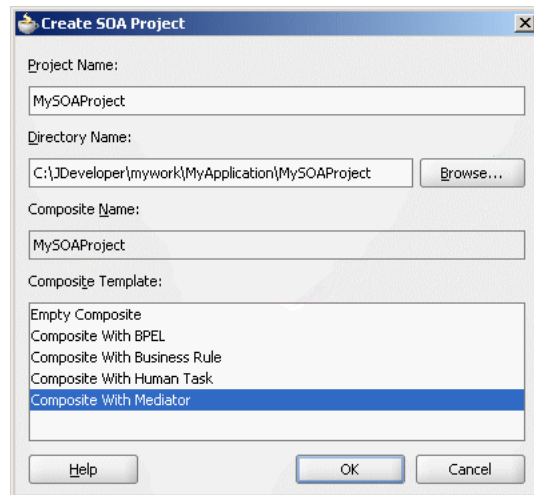 Create SOA Project
Project Name:
MySOAProject
Directory Name:
C:\JDeveloper\mywork\MyApplication\MySOAProject
Browse...
Composite Name:
MySOAProject
Composite Template:
Empty Composite
Composite With BPEL
Composite With Business Rule
Composite With Human Task
Composite With Mediator
Help
OK
Cancel